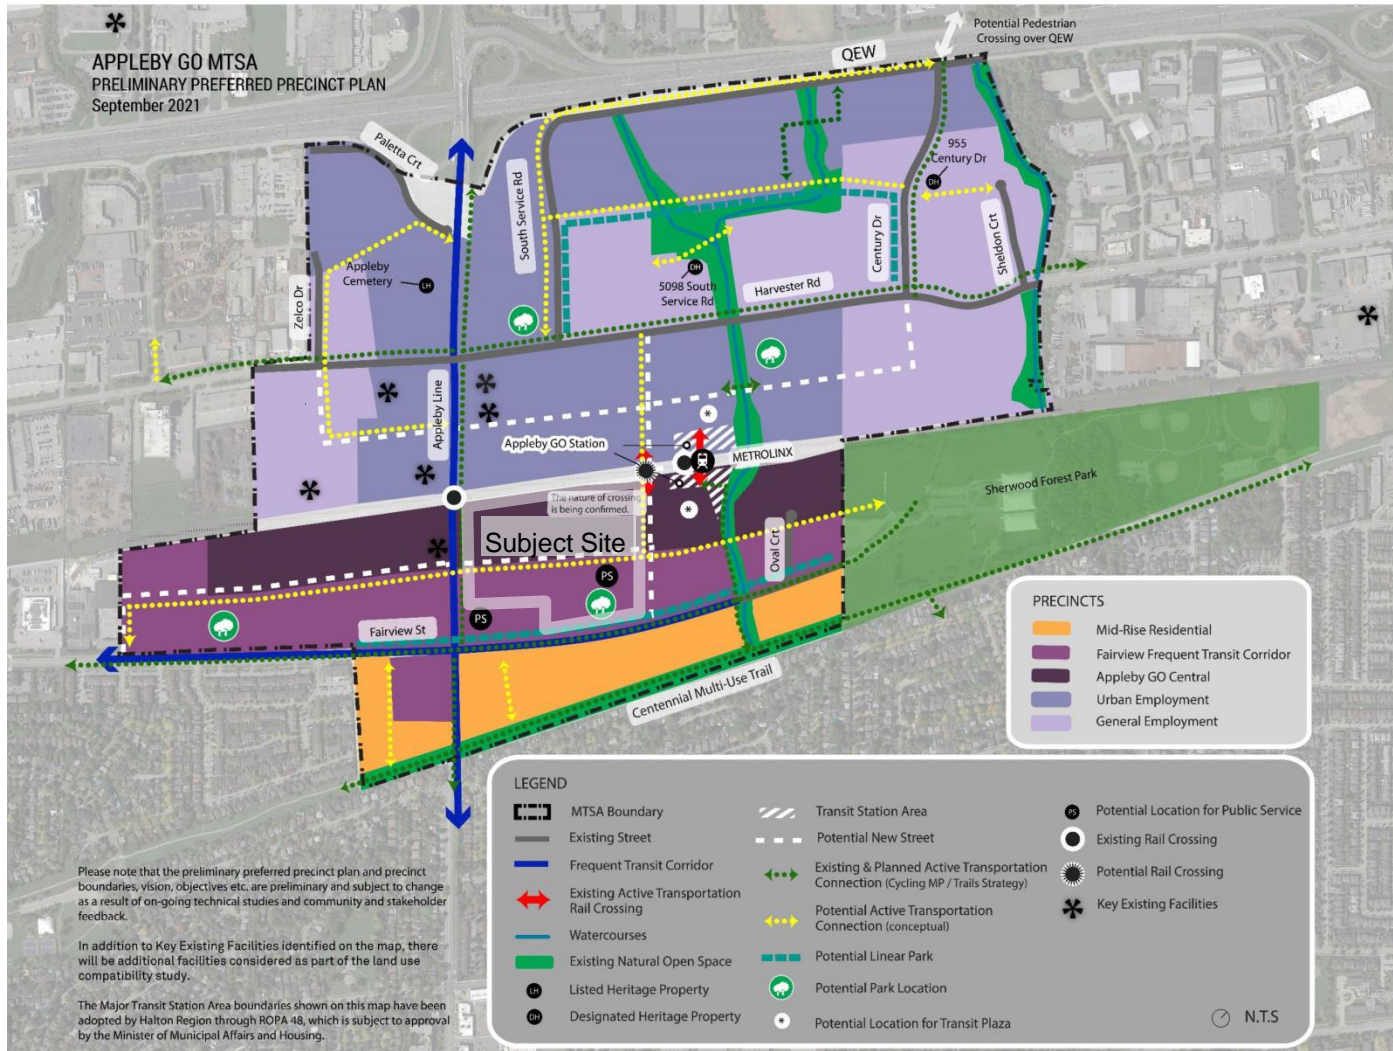 APPLEBY GO MTSA
PRELIMINARY PREFERRED PRECINCT PLAN
September 2021
Potential Pedestrian
Crossing over QEW
QEW
Paletta Crt
South Service Rd
955
Century Dr
DH
Sheldon Crt
Century Dr
Appleby
Cemetery
LH
Zelco Dr
DH
5098 South
Service Rd
Harvester Rd
Appleby Line
Appleby GO Station
METROLINX
The nature of crossing
is being confirmed.
Subject Site
Sherwood Forest Park
Oval Crt
PS
PS
Fairview St
Centennial Multi-Use Trail
PRECINCTS
Mid-Rise Residential
Fairview Frequent Transit Corridor
Appleby GO Central
Urban Employment
General Employment
LEGEND
MTSA Boundary
Existing Street
Frequent Transit Corridor
Existing Active Transportation
Rail Crossing
Watercourses
Existing Natural Open Space
LH Listed Heritage Property
DH Designated Heritage Property
Transit Station Area
Potential New Street
Existing & Planned Active Transportation
Connection (Cycling MP / Trails Strategy)
Potential Active Transportation
Connection (conceptual)
Potential Linear Park
Potential Park Location
* Potential Location for Transit Plaza
PS Potential Location for Public Service
Existing Rail Crossing
Potential Rail Crossing
Key Existing Facilities
N.T.S
Please note that the preliminary preferred precinct plan and precinct
boundaries, vision, objectives etc. are preliminary and subject to change
as a result of on-going technical studies and community and stakeholder
feedback.
In addition to Key Existing Facilities identified on the map, there
will be additional facilities considered as part of the land use
compatibility study.
The Major Transit Station Area boundaries shown on this map have been
adopted by Halton Region through ROPA 48, which is subject to approval
by the Minister of Municipal Affairs and Housing.